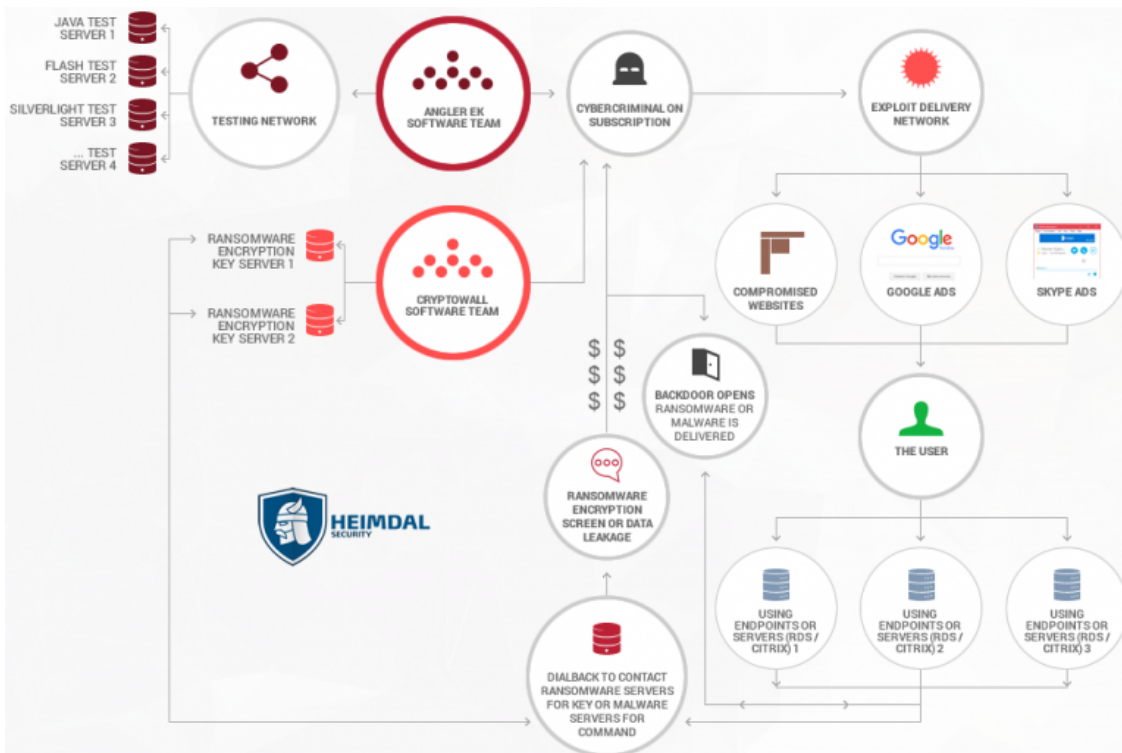 JAVA TEST
SERVER 1
FLASH TEST
SERVER 2
SILVERLIGHT TEST
SERVER 3
... TEST
SERVER 4
TESTING NETWORK
ANGLER EK
SOFTWARE TEAM
CYBERCRIMINAL ON
SUBSCRIPTION
EXPLOIT DELIVERY
NETWORK
RANSOMWARE
ENCRYPTION
KEY SERVER 1
RANSOMWARE
ENCRYPTION
KEY SERVER 2
CRYPTOWALL
SOFTWARE TEAM
COMPROMISED
WEBSITES
Google
GOOGLE ADS
SKYPE ADS
$ $
$ $
$ $
BACKDOOR OPENS
RANSOMWARE OR
MALWARE IS
DELIVERED
THE USER
RANSOMWARE
ENCRYPTION
SCREEN OR DATA
LEAKAGE
HEIMDAL
SECURITY
USING
ENDPOINTS OR
SERVERS (RDS /
CITRIX) 1
USING
ENDPOINTS OR
SERVERS (RDS /
CITRIX) 2
USING
ENDPOINTS OR
SERVERS (RDS /
CITRIX) 3
DIALBACK TO CONTACT
RANSOMWARE SERVERS
FOR KEY OR MALWARE
SERVERS FOR
COMMAND